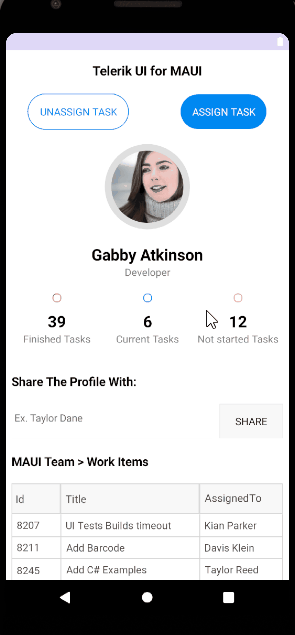 Telerik UI for MAUI
UNASSIGN TASK ASSIGN TASK
Gabby Atkinson
Developer
39 6 12
Finished Tasks Current Tasks Not started Tasks
Share The Profile With:
Ex. Taylor Dane SHARE
MAUI Team > Work Items
Id Title AssignedTo
8207 UI Tests Builds timeout Kian Parker
8211 Add Barcode Davis Klein
8245 Add C# Examples Taylor Reed